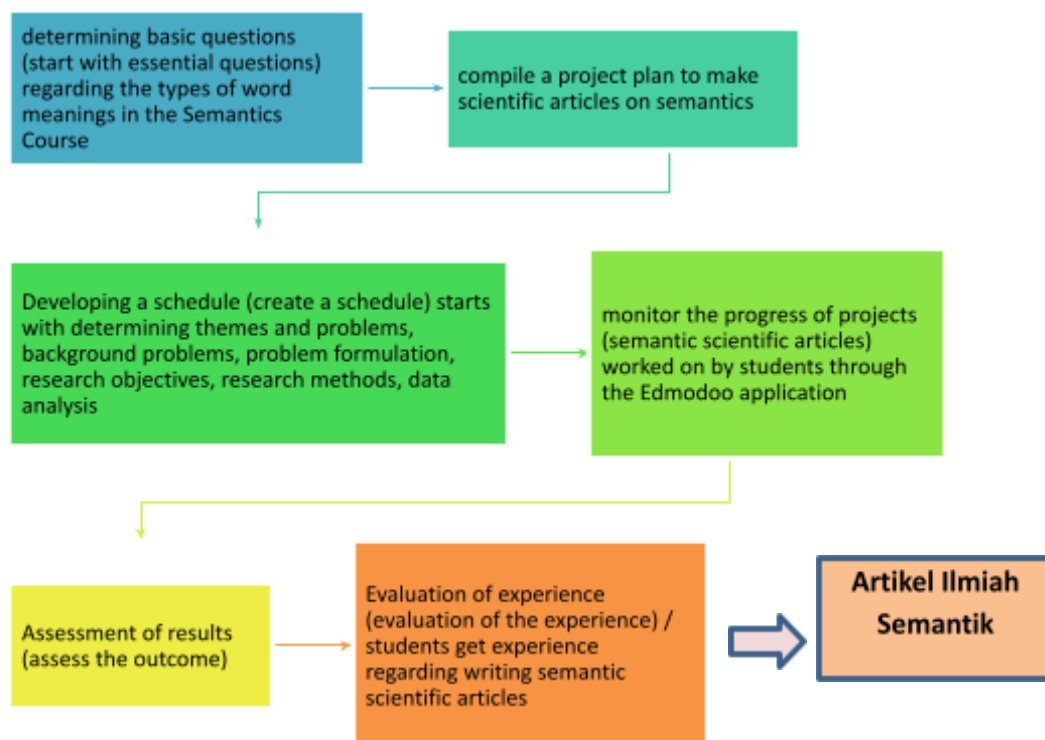 determining basic questions
(start with essential questions)
regarding the types of word
meanings in the Semantics
Course
compile a project plan to make
scientific articles on semantics
Developing a schedule (create a schedule) starts
with determining themes and problems,
background problems, problem formulation,
research objectives, research methods, data
analysis
monitor the progress of projects
(semantic scientific articles)
worked on by students through
the Edmodoo application
Assessment of results
(assess the outcome)
Evaluation of experience
(evaluation of the experience) /
students get experience
regarding writing semantic
scientific articles
Artikel Ilmiah
Semantik